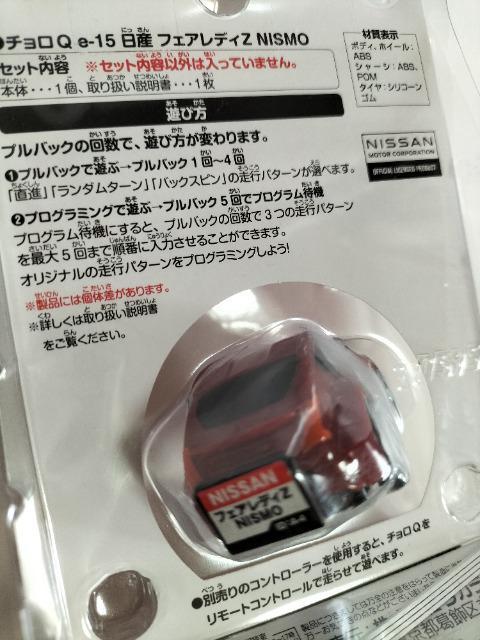 ●チョロQ e-15 日産 フェアレディZ NISMO
セット内容 ※セット内容以外は入っていません。
本体・・・1個、取り扱い説明書・・・1枚
材質表示
ボディ、ホイール:
ABS
シャーシ:ABS、
POM
タイヤ:シリコーン
ゴム
遊び方
プルバックの回数で、遊び方が変わります。
❶プルバックで遊ぶ→プルバック1回~4回
「直進」「ランダムターン」「バックスピン」の走行パターンが選べます。
❷プログラミングで遊ぶ→プルバック5回でプログラム待機
プログラム待機にすると、プルバックの回数で3つの走行パターン
を最大5回まで順番に入力させることができます。
オリジナルの走行パターンをプログラミングしよう!
※製品には個体差があります。
※詳しくは取り扱い説明書
をご覧ください。
NISSAN
MOTOR CORPORATION
OFFICIAL LICENSED PRODUCT
NISSAN
フェアレディZ
NISMO
●別売りのコントローラーを使用すると、チョロQを
リモートコントロールで走らせて遊べます。